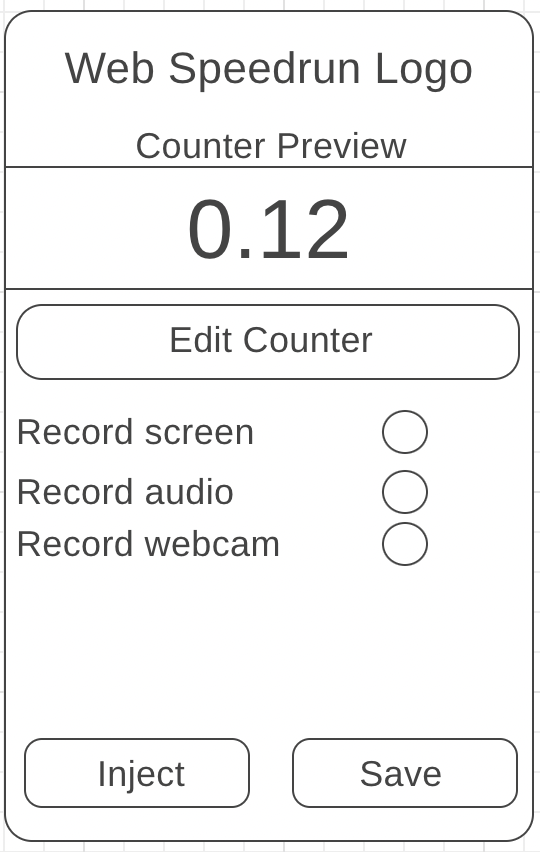 Web Speedrun Logo
Counter Preview
0.12
Edit Counter
Record screen
Record audio
Record webcam
Inject Save